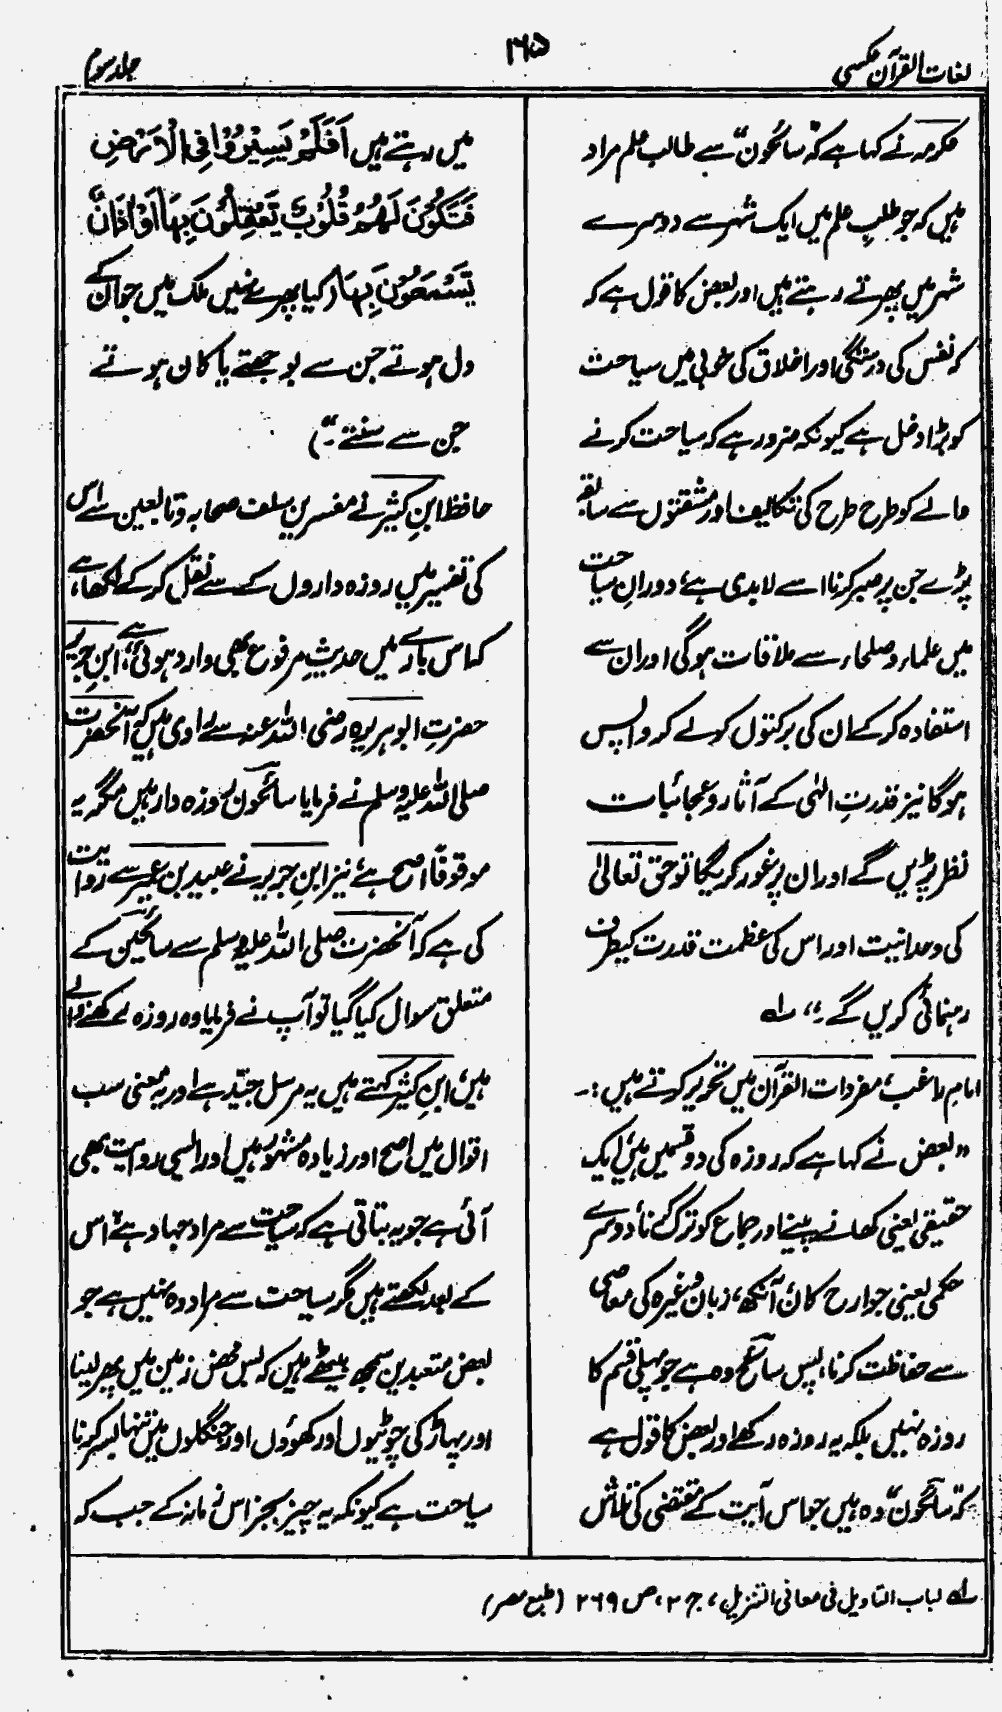 لغات القرآن عکسی
۲۶۵
جلد سوم
عکرمہ نے کہا ہے کہ "سائحون" سے طالب علم مراد
ہیں کہ جو طلبِ علم میں ایک شہر سے دوسرے
شہر میں پھرتے رہتے ہیں اور بعض کا قول ہے کہ
کہ نفس کی درستگی اور اخلاق کی خوبی میں سیاحت
کو بڑا دخل ہے کیونکہ ضرور ہے کہ سیاحت کرنے
والے کو طرح طرح کی تکالیف اور مشقتوں سے سابقہ
پڑے جن پر صبر کرنا اسے لابدی ہے، دورانِ سیاحت
میں علماء و صلحاء سے ملاقات ہوگی اور ان سے
استفادہ کر کے ان کی برکتوں کو لے کر واپس
ہوگا نیز قدرتِ الٰہی کے آثار و عجائبات
نظر پڑیں گے اور ان پر غور کریگا تو حق تعالیٰ
کی وحدانیت اور اس کی عظمت قدرت کیطرف
رہنمائی کریں گے۔" لہ
امام راغب، مفردات القرآن میں تحریر کرتے ہیں:۔
"بعض نے کہا ہے کہ روزہ کی دو قسمیں ہیں، ایک
حقیقی یعنی کھانے پینے اور جماع کو ترک کرنا، دوسرے
حکمی یعنی جوارح کان، آنکھ، زبان وغیرہ کی معاصی
سے حفاظت کرنا، پس سائح وہ ہے جو پہلی قسم کا
روزہ نہیں بلکہ یہ روزہ رکھے اور بعض کا قول ہے
کہ "سائحون" وہ ہیں جو اس آیت کے مقتضی کی تلاش
میں رہتے ہیں اَفَلَمْ یَسِیْرُوْا فِی الْاَرْضِ
فَتَکُوْنَ لَهُمْ قُلُوْبٌ یَّعْقِلُوْنَ بِهَا اَوْ اٰذَانٌ
یَّسْمَعُوْنَ بِهَا (کیا پھرے نہیں ملک میں جو ان کے
دل ہوتے جن سے بوجھتے یا کان ہوتے
جن سے سنتے۔")
حافظ ابنِ کثیر نے مفسرین سلف صحابہ و تابعین سے اس
کی تفسیر میں روزہ داروں کے سے نقل کر کے لکھا ہے،
کہ اس بارے میں حدیثِ مرفوع بھی وارد ہوئی ہے، ابنِ جریر
حضرتِ ابوہریرہ رضی اللہ عنہ سے راوی ہیں کہ آنحضرت
صلی اللہ علیہ وسلم نے فرمایا سائحون روزہ دار ہیں مگر یہ
موقوفاً اصح ہے، نیز ابنِ جریر نے عبید بن عمیر سے روایت
کی ہے کہ آنحضرت صلی اللہ علیہ وسلم سے سائحین کے
متعلق سوال کیا گیا تو آپ نے فرمایا وہ روزہ رکھنے والے
ہیں، ابنِ کثیر کہتے ہیں یہ مرسل جید ہے اور یہ معنی سب
اقوال میں اصح اور زیادہ مشہور ہیں اور ایسی روایت بھی
آئی ہے جو یہ بتاتی ہے کہ سیاحت سے مراد جہاد ہے، اس
کے بعد لکھتے ہیں مگر سیاحت سے مراد وہ نہیں ہے جو
بعض متعبدین سمجھ بیٹھے ہیں کہ بس محض زمین میں پھر لینا
اور پہاڑ کی چوٹیوں اور کھوؤں اور جنگلوں میں تنہا بسر کرنا
سیاحت ہے کیونکہ یہ چیز بجز اس زمانہ کے جب کہ
لہ لباب التاویل فی معانی التنزیل، ج ۲، ص ۲۶۹ (طبع مصر)